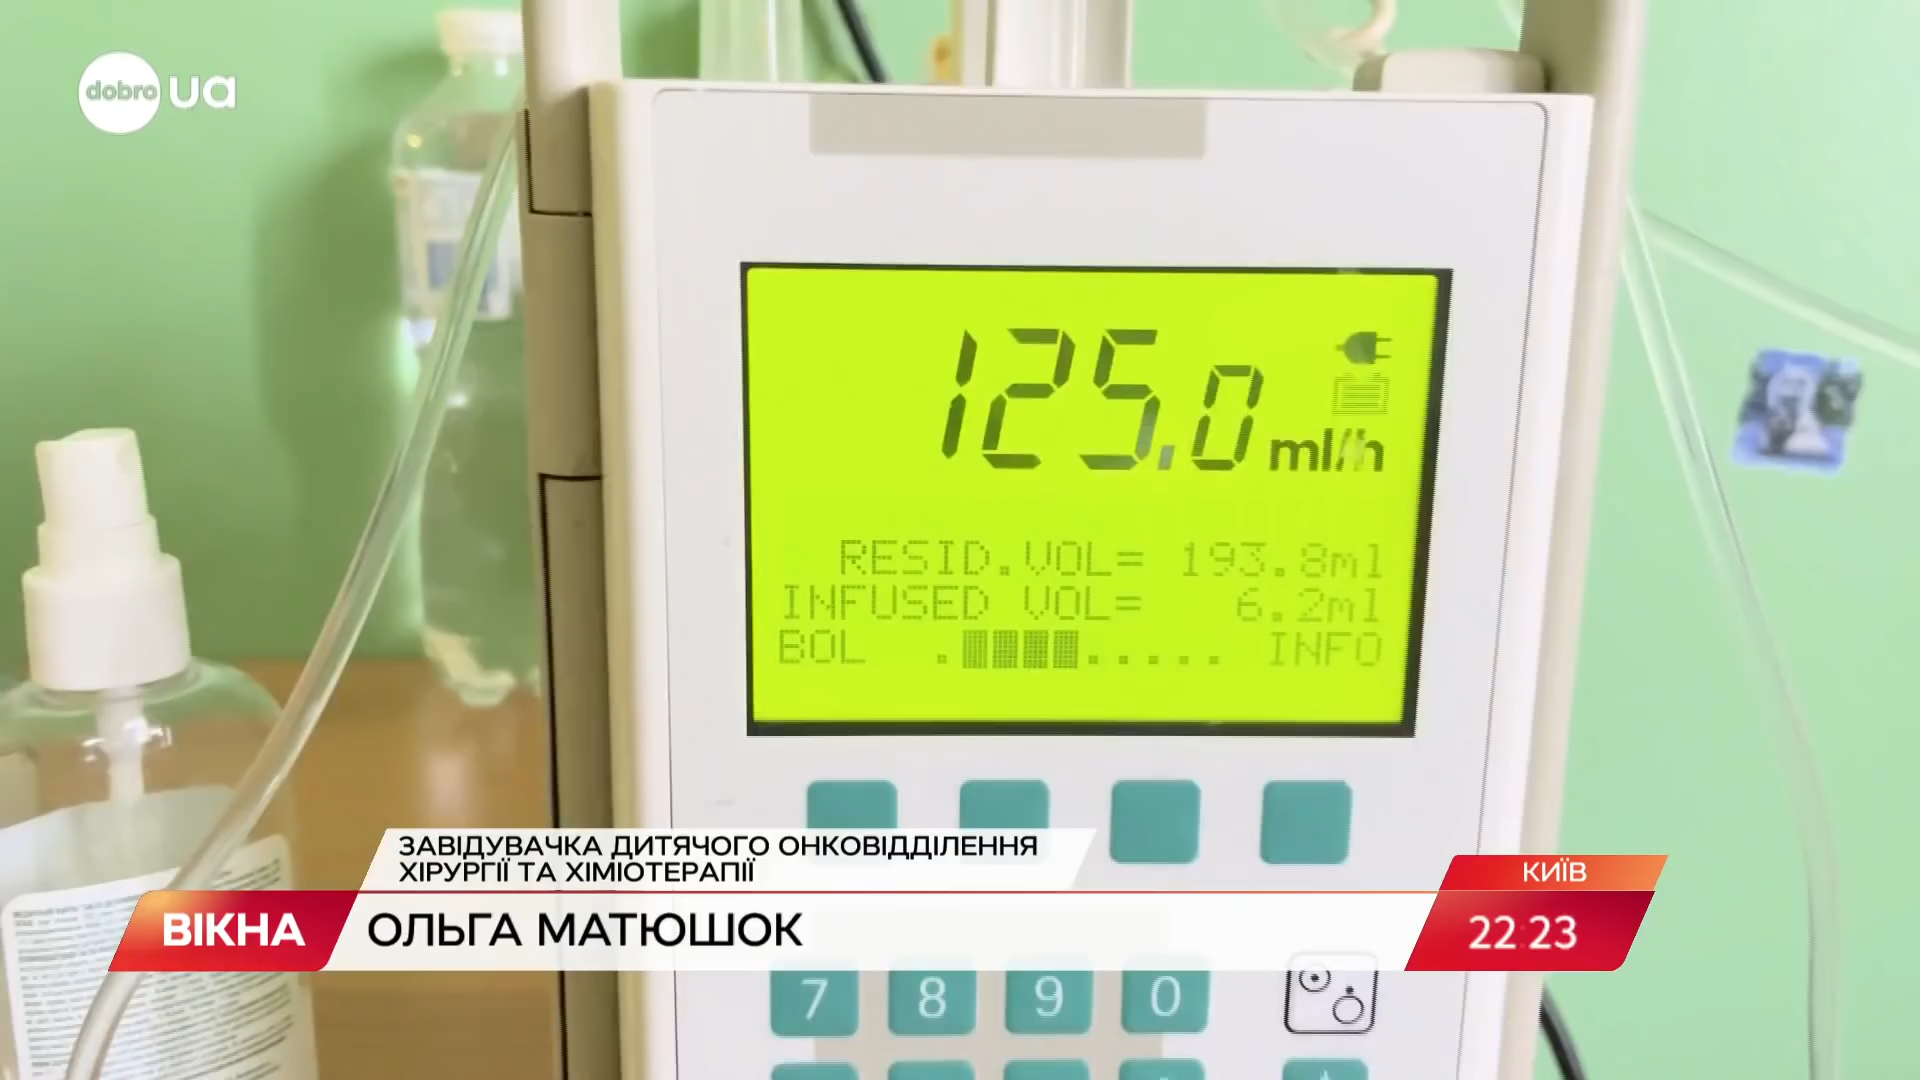 dobro ua
125.0 ml/h
RESID.VOL= 193.8ml
INFUSED VOL= 6.2ml
BOL INFO
ЗАВІДУВАЧКА ДИТЯЧОГО ОНКОВІДДІЛЕННЯ
ХІРУРГІЇ ТА ХІМІОТЕРАПІЇ
КИЇВ
ВІКНА
ОЛЬГА МАТЮШОК
22:23
7 8 9 0